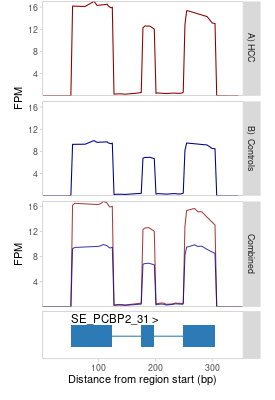 16
12
8
4
FPM
A) HCC
16
12
8
4
B) Controls
16
12
8
4
FPM
Combined
SE_PCBP2_31 >
100
200
300
Distance from region start (bp)